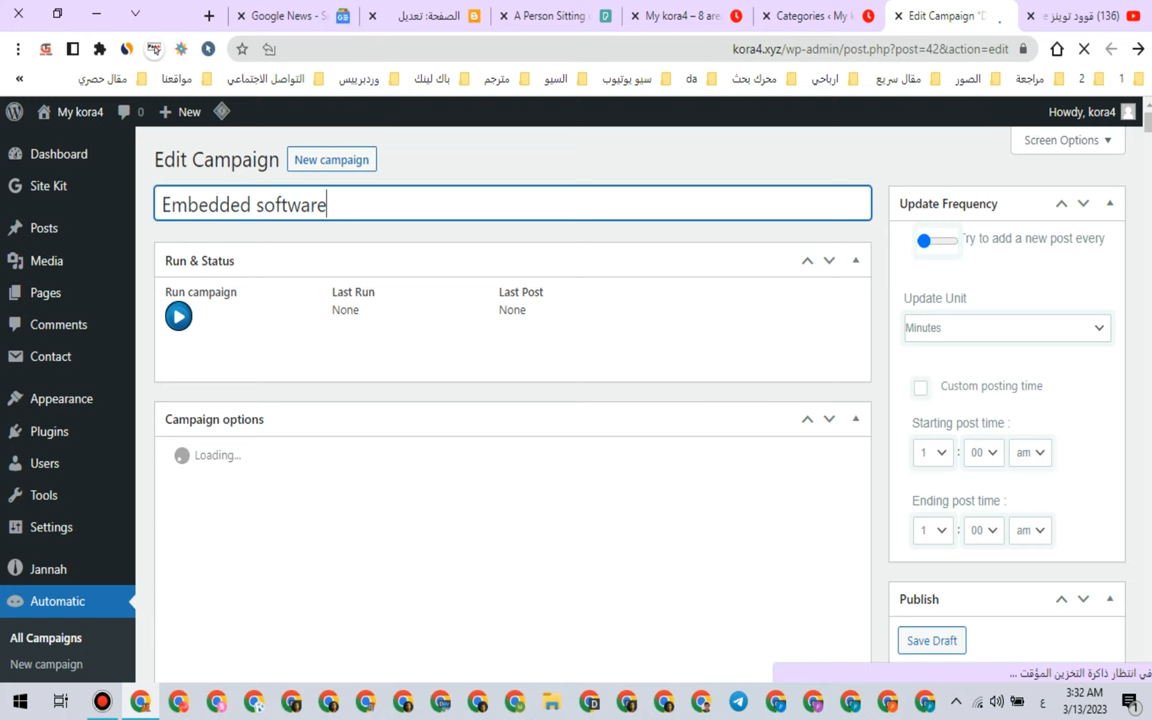 Google News - S
الصفحة: تعديل
A Person Sitting
My kora4 – 8 are
Categories ‹ My
Edit Campaign "D
(136) قوود توينز
kora4.xyz/wp-admin/post.php?post=42&action=edit
«
مقال حصري
مواقعنا
التواصل الاجتماعي
وردبريبس
باك لينك
مترجم
السيو
سيو يوتيوب
da
محرك بحث
ارباحي
مقال سريع
الصور
مراجعة
2
1
My kora4
0
New
Howdy, kora4
Dashboard
Site Kit
Posts
Media
Pages
Comments
Contact
Appearance
Plugins
Users
Tools
Settings
Jannah
Automatic
All Campaigns
New campaign
Screen Options
Edit Campaign
New campaign
Embedded software
Run & Status
Run campaign
Last Run
Last Post
None
None
Campaign options
Loading...
Update Frequency
Try to add a new post every
Update Unit
Minutes
Custom posting time
Starting post time :
1 : 00 am
Ending post time :
1 : 00 am
Publish
Save Draft
في انتظار ذاكرة التخزين المؤقت ...
ع
3:32 AM
3/13/2023